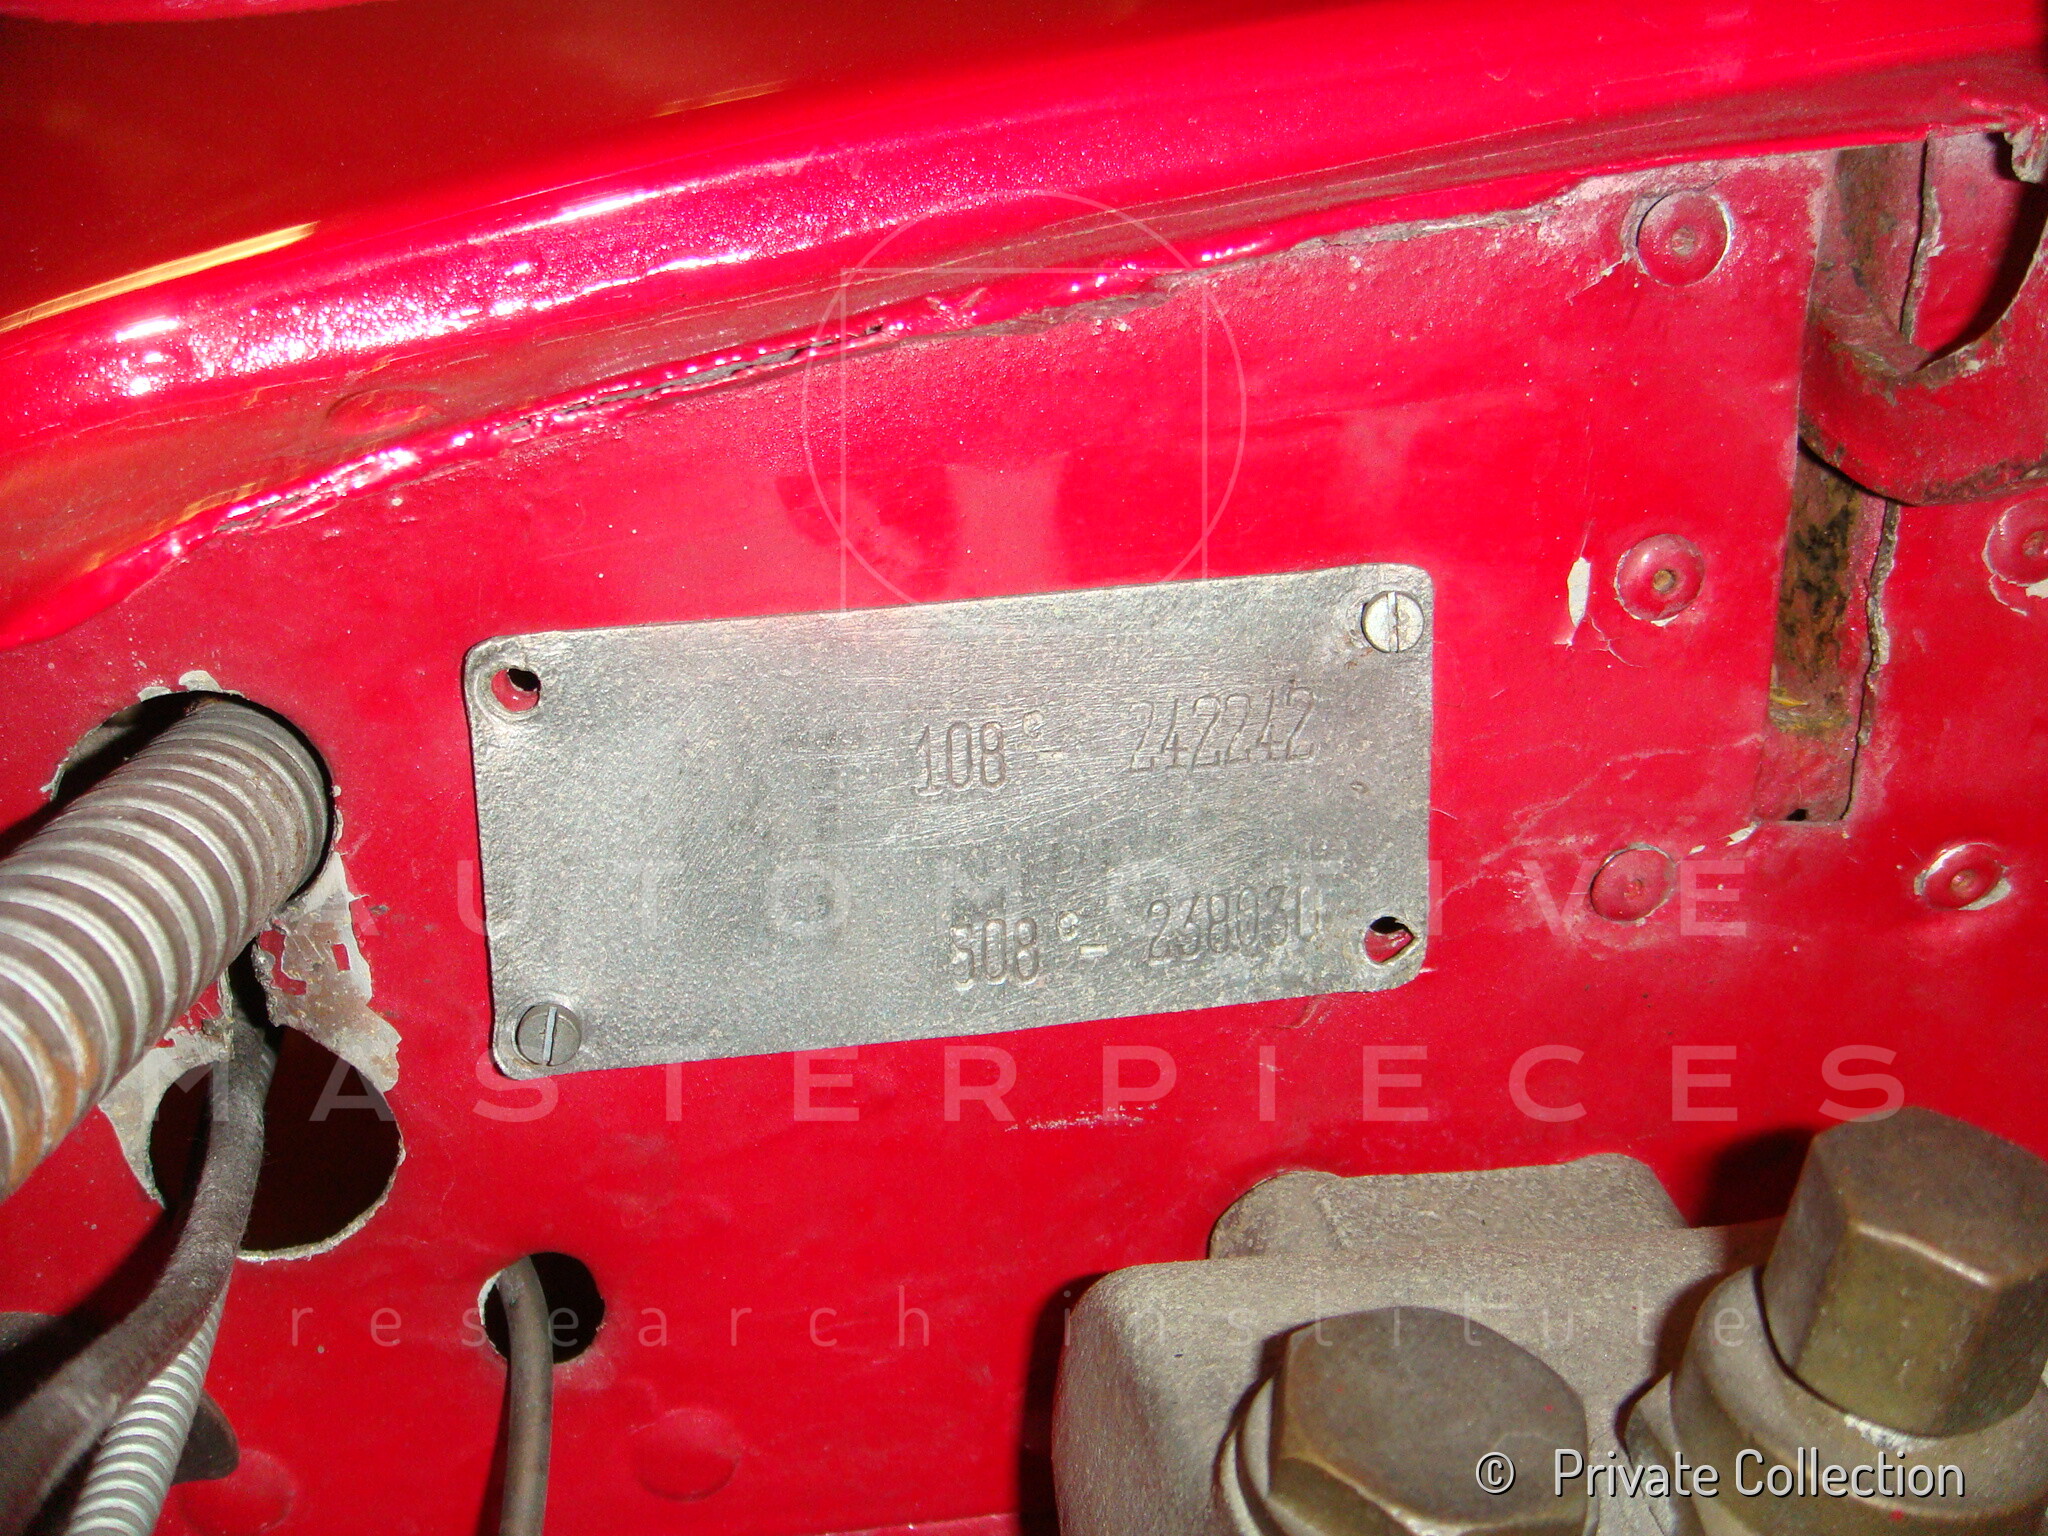 108 C 242242
508 C - 238030
AUTOMOTIVE
MASTERPIECES
research institute
© Private Collection